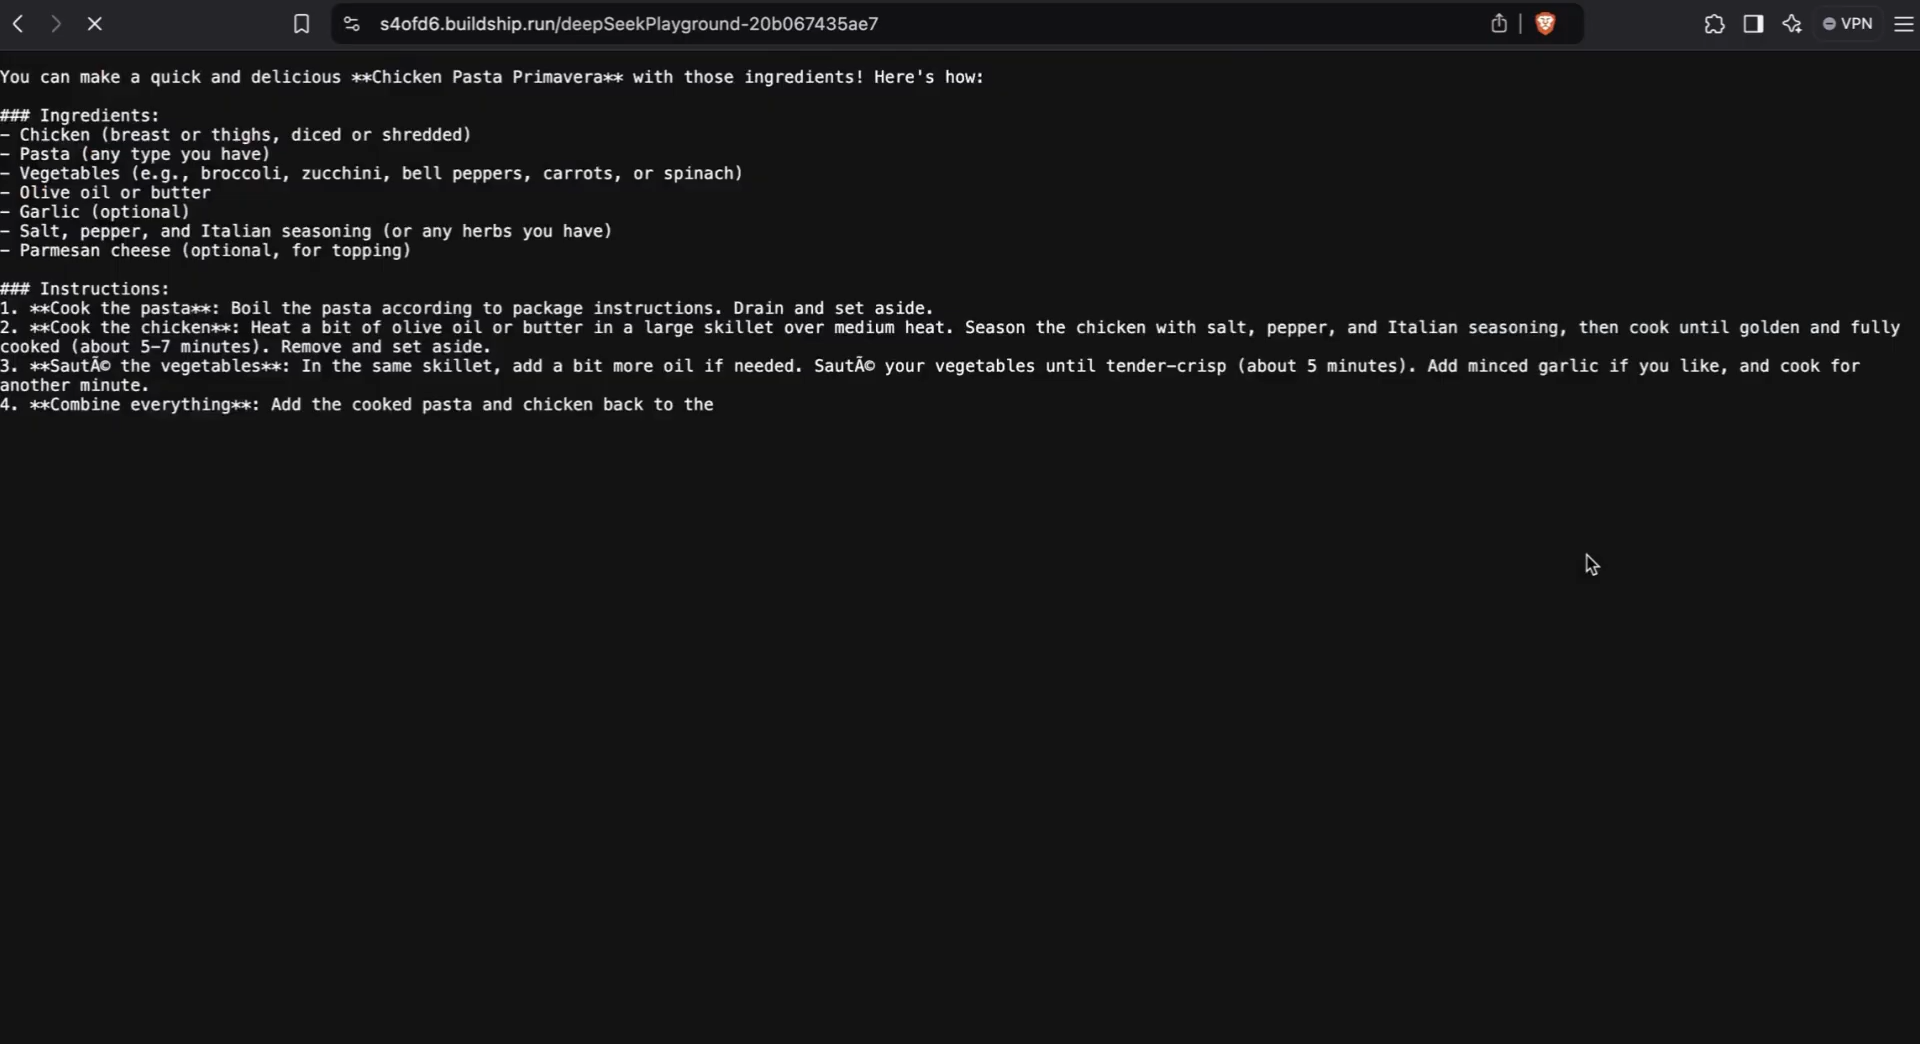 s4ofd6.buildship.run/deepSeekPlayground-20b067435ae7
VPN
You can make a quick and delicious **Chicken Pasta Primavera** with those ingredients! Here's how:
### Ingredients:
- Chicken (breast or thighs, diced or shredded)
- Pasta (any type you have)
- Vegetables (e.g., broccoli, zucchini, bell peppers, carrots, or spinach)
- Olive oil or butter
- Garlic (optional)
- Salt, pepper, and Italian seasoning (or any herbs you have)
- Parmesan cheese (optional, for topping)
### Instructions:
1. **Cook the pasta**: Boil the pasta according to package instructions. Drain and set aside.
2. **Cook the chicken**: Heat a bit of olive oil or butter in a large skillet over medium heat. Season the chicken with salt, pepper, and Italian seasoning, then cook until golden and fully
cooked (about 5-7 minutes). Remove and set aside.
3. **SautÃ© the vegetables**: In the same skillet, add a bit more oil if needed. SautÃ© your vegetables until tender-crisp (about 5 minutes). Add minced garlic if you like, and cook for
another minute.
4. **Combine everything**: Add the cooked pasta and chicken back to the